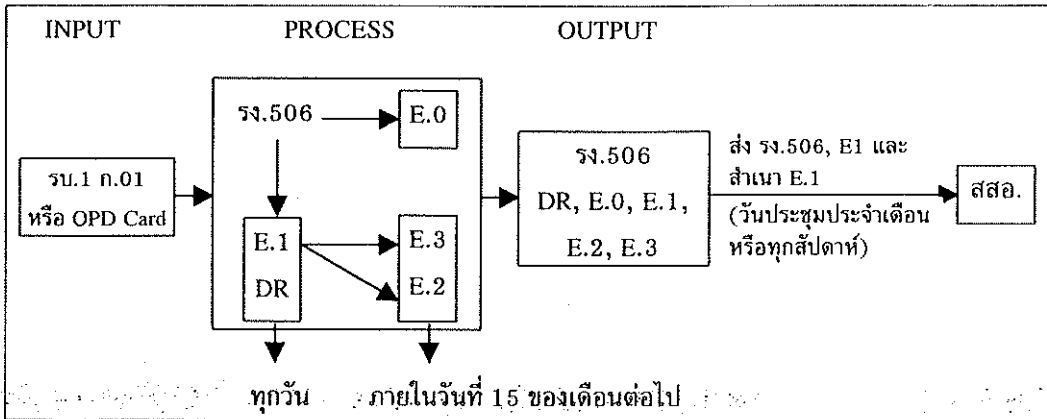 INPUT
PROCESS
OUTPUT
รบ.1 ก.01
หรือ OPD Card
รง.506
E.0
E.1
DR
E.3
E.2
ทุกวัน
ภายในวันที่ 15 ของเดือนต่อไป
รง.506
DR, E.0, E.1,
E.2, E.3
ส่ง รง.506, E1 และ
สำเนา E.1
(วันประชุมประจำเดือน
หรือทุกสัปดาห์)
สสอ.